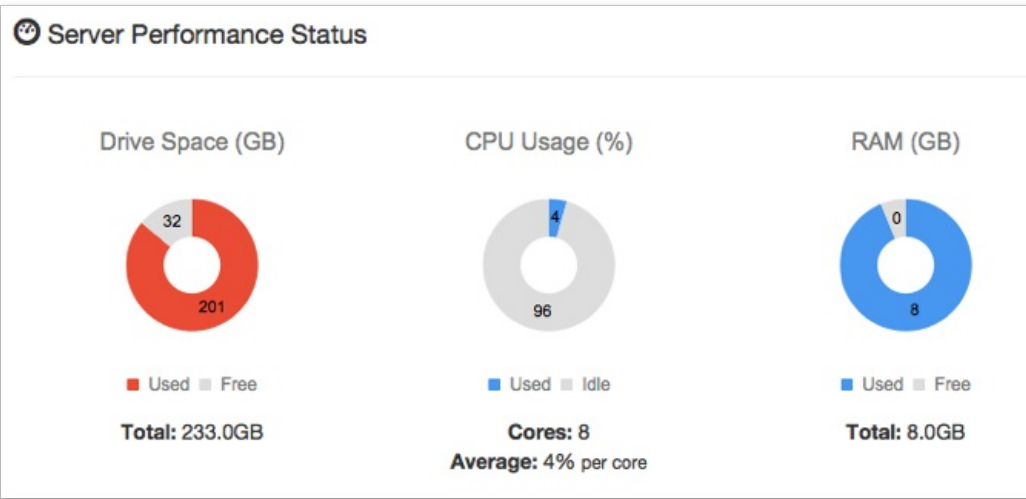 Server Performance Status
Drive Space (GB)
32
201
Used Free
Total: 233.0GB
CPU Usage (%)
4
96
Used Idle
Cores: 8
Average: 4% per core
RAM (GB)
0
8
Used Free
Total: 8.0GB